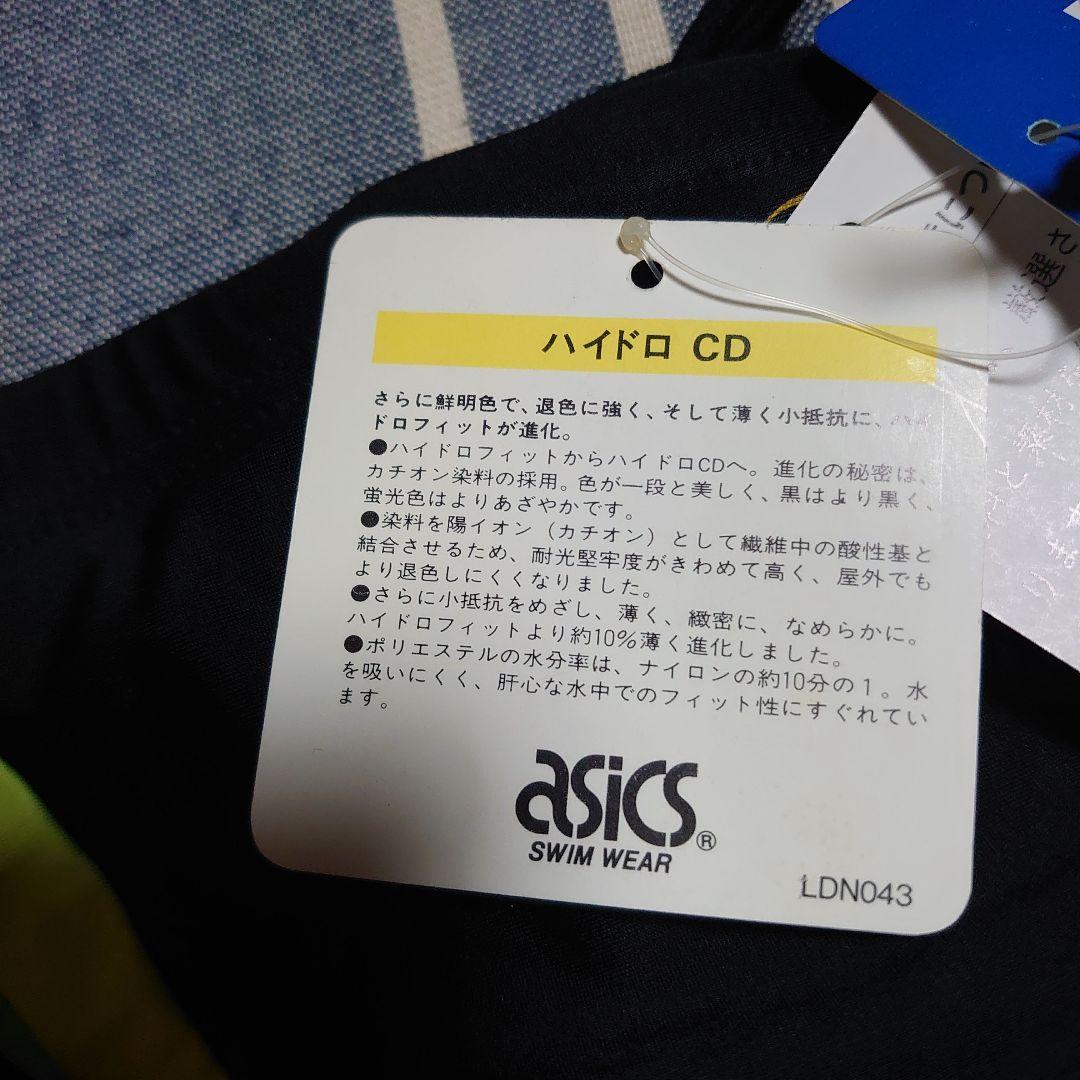 ハイドロ CD
さらに鮮明色で、退色に強く、そして薄く小抵抗に、
ドロフィットが進化。
●ハイドロフィットからハイドロCDへ。進化の秘密は、
カチオン染料の採用。色が一段と美しく、黒はより黒く、
蛍光色はよりあざやかです。
●染料を陽イオン（カチオン）として繊維中の酸性基と
結合させるため、耐光堅牢度がきわめて高く、屋外でも
より退色しにくくなりました。
●さらに小抵抗をめざし、薄く、緻密に、なめらかに。
ハイドロフィットより約10％薄く進化しました。
●ポリエステルの水分率は、ナイロンの約10分の1。水
を吸いにくく、肝心な水中でのフィット性にすぐれてい
ます。
asics®
SWIM WEAR
LDN043
選さ